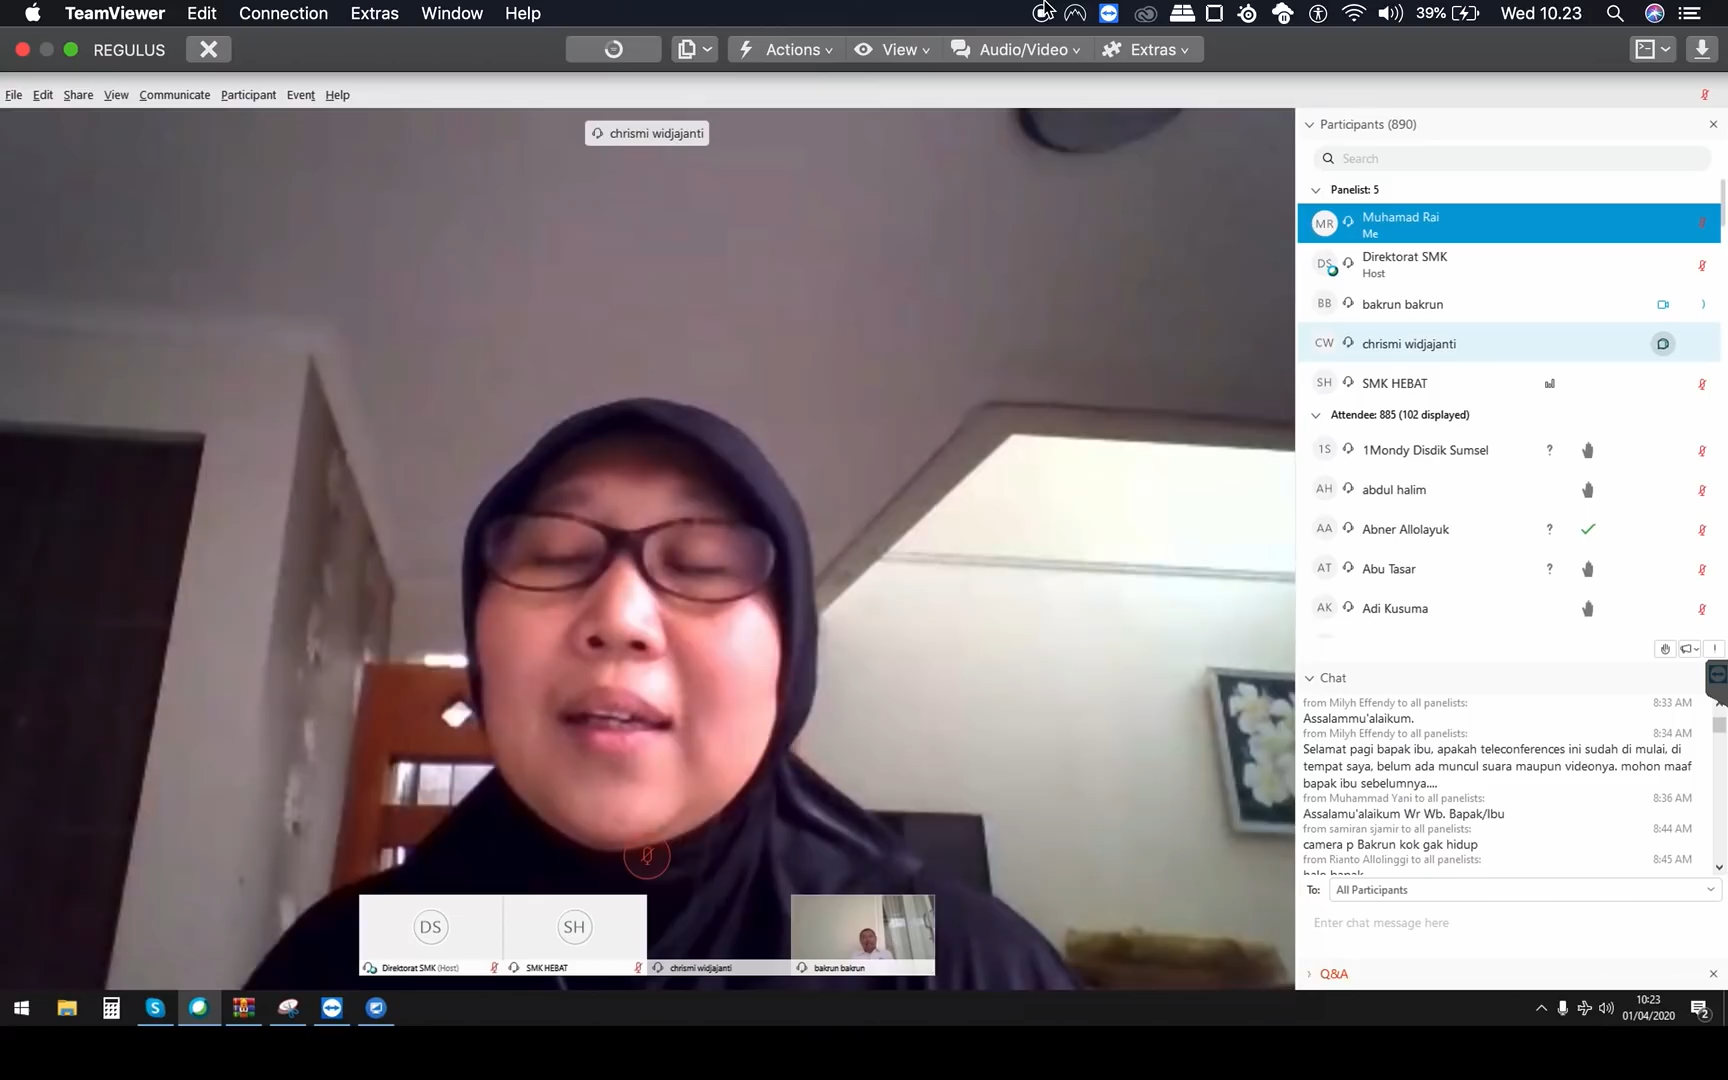 TeamViewer Edit Connection Extras Window Help 39% Wed 10.23
REGULUS Actions View Audio/Video Extras
File Edit Share View Communicate Participant Event Help
chrismi widjajanti
Participants (890)
Search
Panelist: 5
MR Muhamad Rai
Me
DS Direktorat SMK
Host
BB bakrun bakrun
CW chrismi widjajanti
SH SMK HEBAT
Attendee: 885 (102 displayed)
1S 1Mondy Disdik Sumsel ?
AH abdul halim
AA Abner Allolayuk ?
AT Abu Tasar ?
AK Adi Kusuma
Chat
from Milyh Effendy to all panelists: 8:33 AM
Assalammu'alaikum.
from Milyh Effendy to all panelists: 8:34 AM
Selamat pagi bapak ibu, apakah teleconferences ini sudah di mulai, di
tempat saya, belum ada muncul suara maupun videonya. mohon maaf
bapak ibu sebelumnya....
from Muhammad Yani to all panelists: 8:36 AM
Assalamu'alaikum Wr Wb. Bapak/Ibu
from samiran sjamir to all panelists: 8:44 AM
camera p Bakrun kok gak hidup
from Rianto Allolinggi to all panelists: 8:45 AM
To: All Participants
Enter chat message here
Q&A
DS
SH
Direktorat SMK (Host)
SMK HEBAT
chrismi widjajanti
bakrun bakrun
10:23
01/04/2020
2